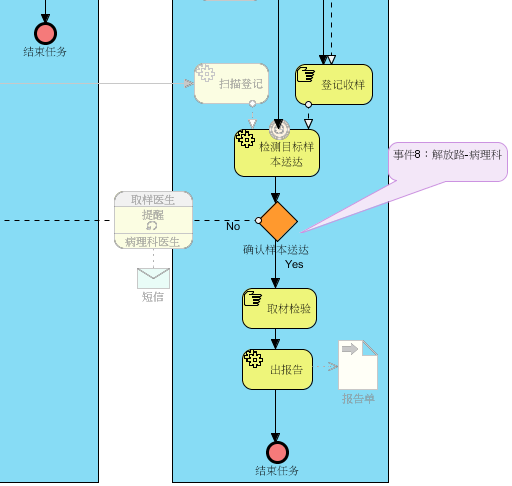 结束任务
扫描登记
登记收样
检测目标样
本送达
事件8：解放路-病理科
取样医生
提醒
病理科医生
No
确认样本送达
Yes
短信
取材检验
出报告
报告单
结束任务